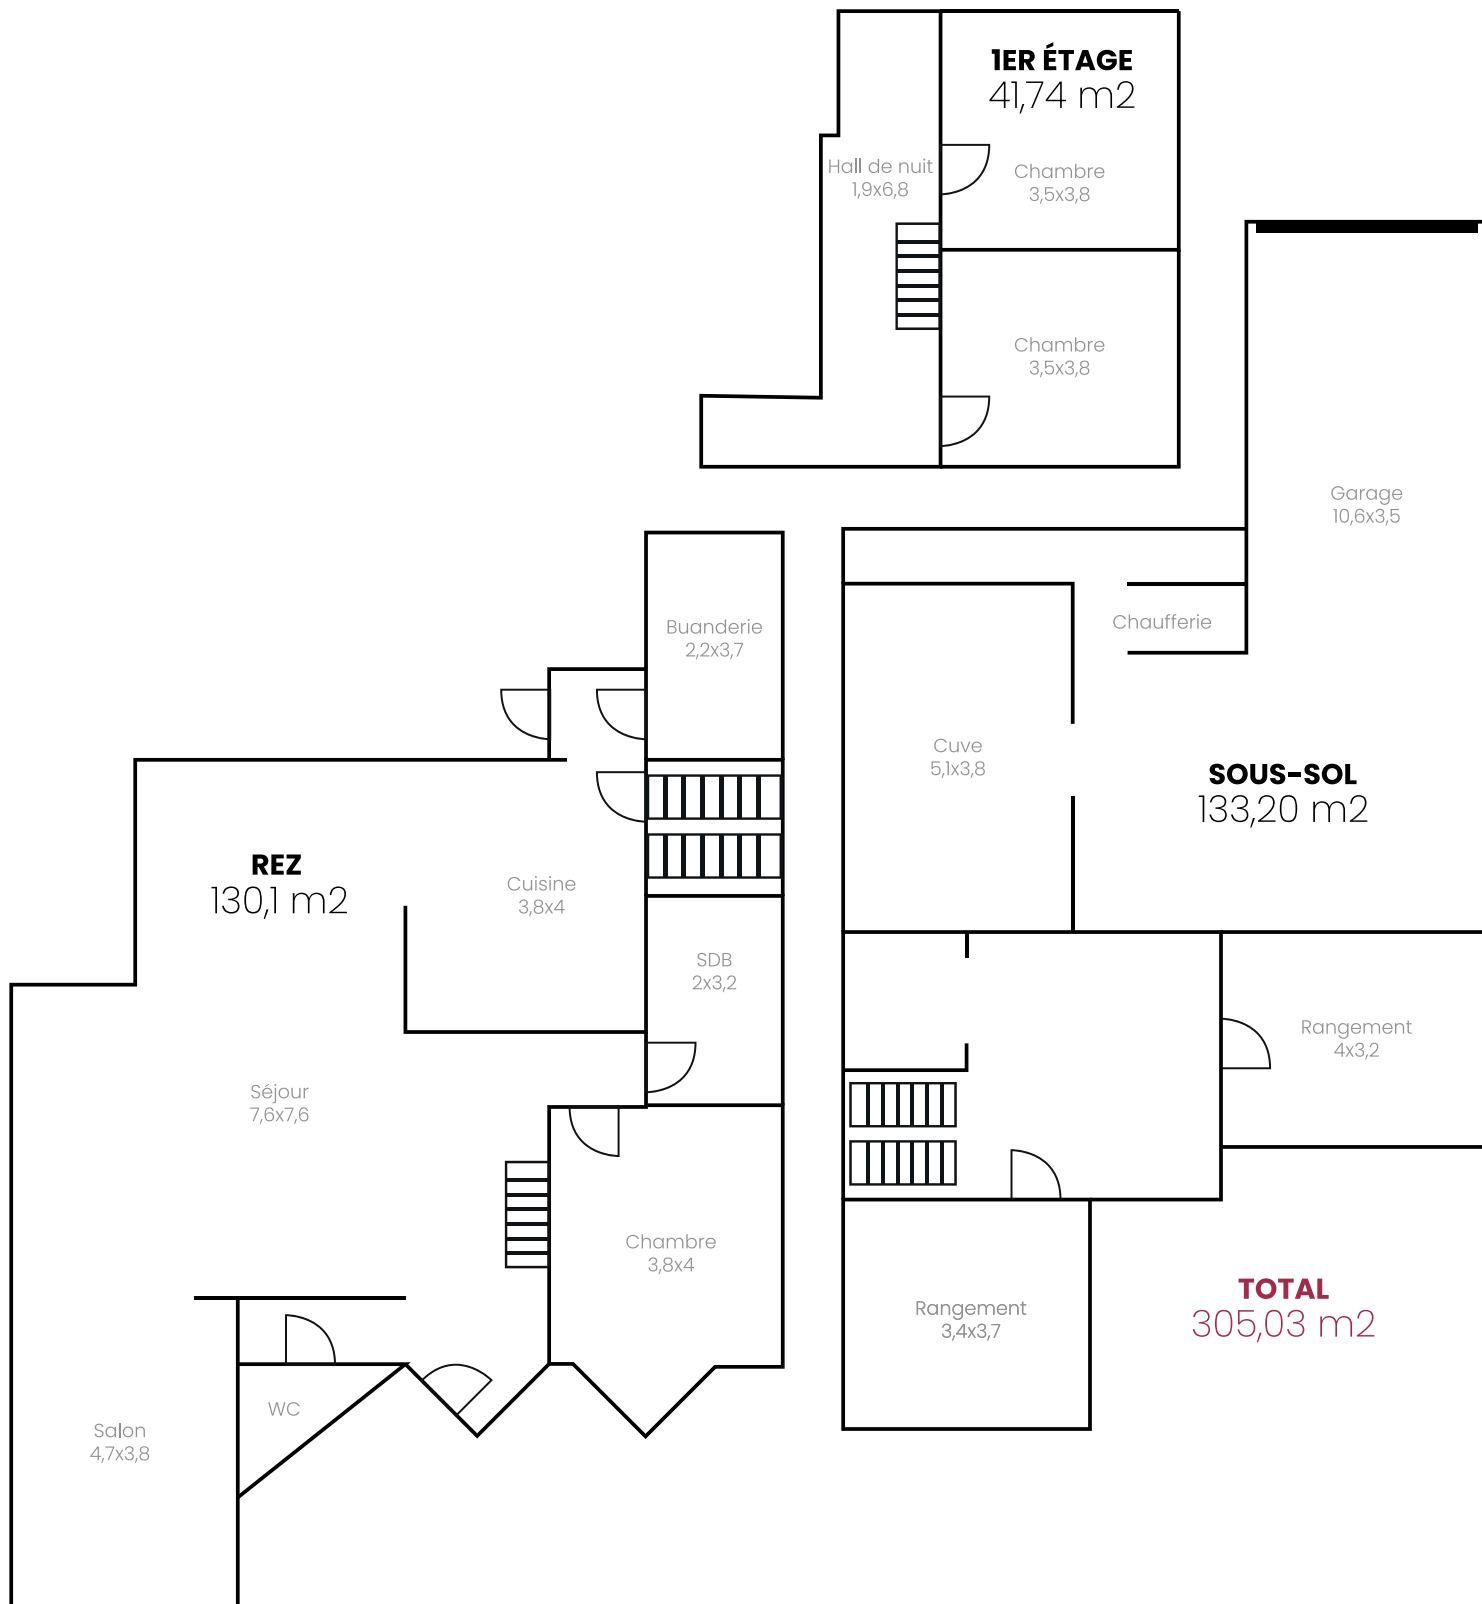 1ER ÉTAGE
41,74 m2
Hall de nuit
1,9x6,8
Chambre
3,5x3,8
Chambre
3,5x3,8
Garage
10,6x3,5
Buanderie
2,2x3,7
Chaufferie
Cuve
5,1x3,8
SOUS-SOL
133,20 m2
REZ
130,1 m2
Cuisine
3,8x4
SDB
2x3,2
Rangement
4x3,2
Séjour
7,6x7,6
Chambre
3,8x4
Rangement
3,4x3,7
TOTAL
305,03 m2
WC
Salon
4,7x3,8